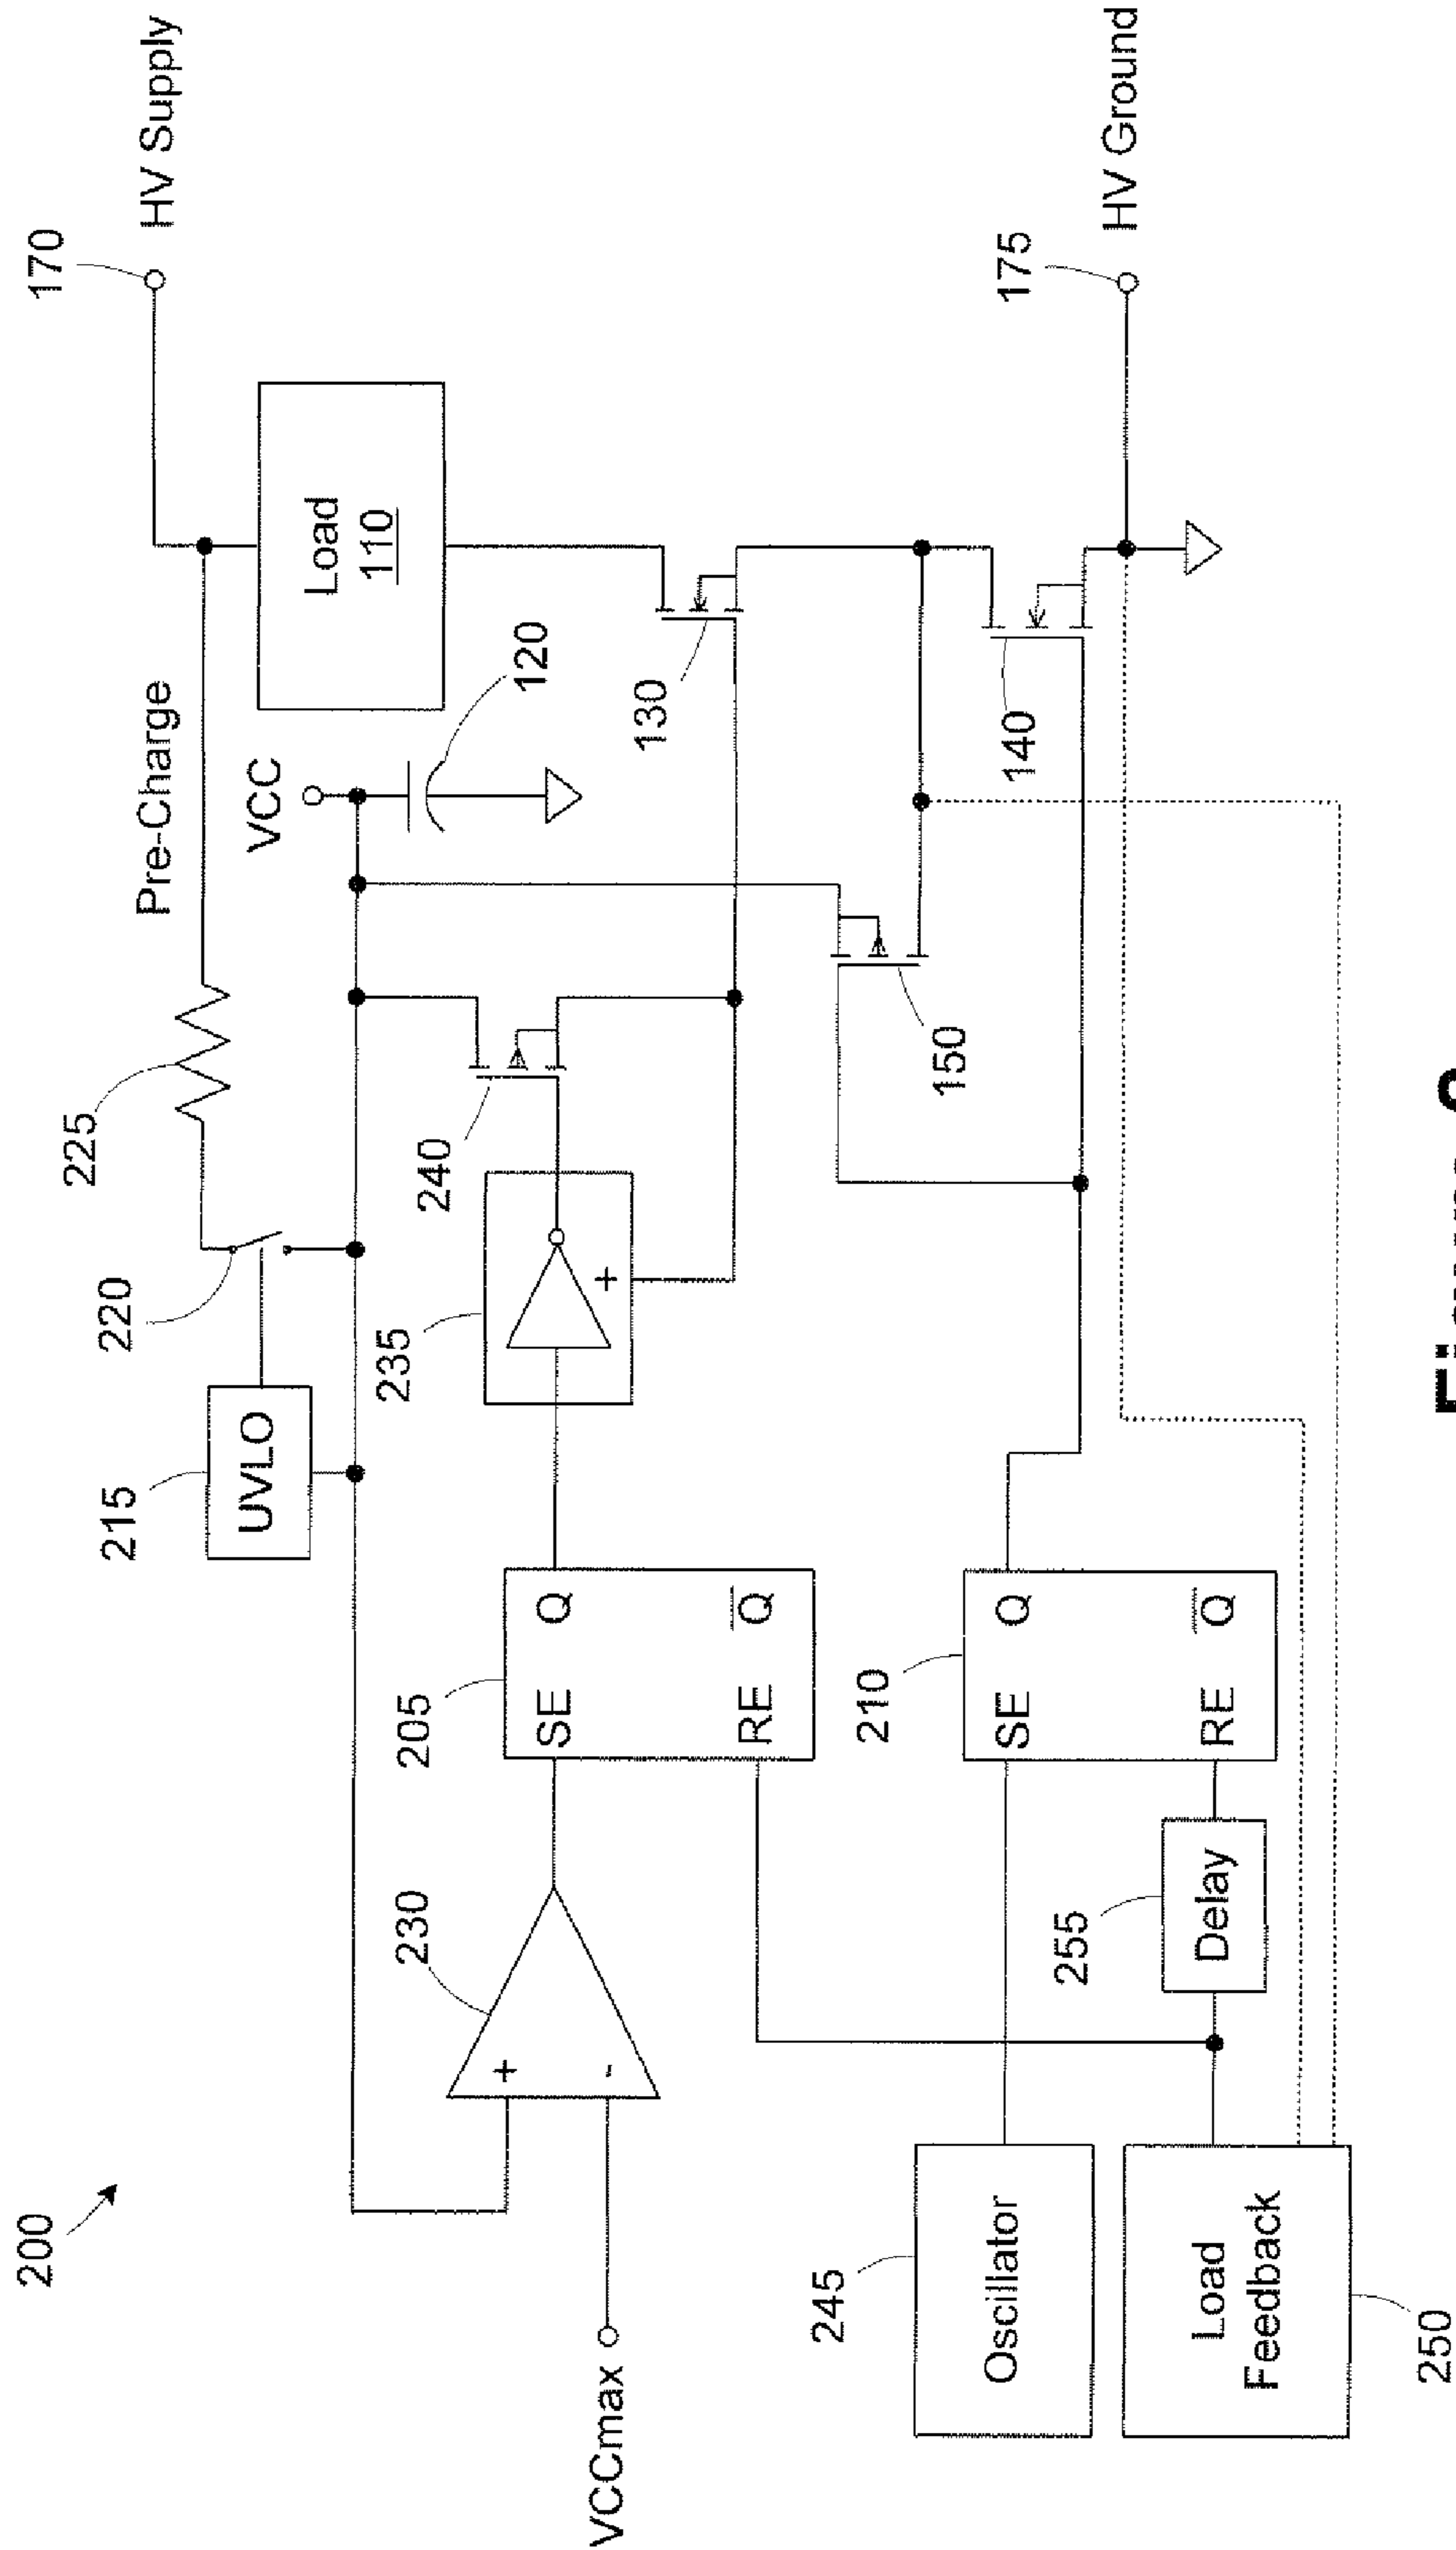 200
170
HV Supply
Pre-Charge
225
220
215
UVLO
VCC
120
Load
110
235
240
130
230
+
-
VCCmax
205
SE
Q
RE
Q
+
150
140
175
HV Ground
210
SE
Q
RE
Q
245
Oscillator
255
Delay
Load
Feedback
250